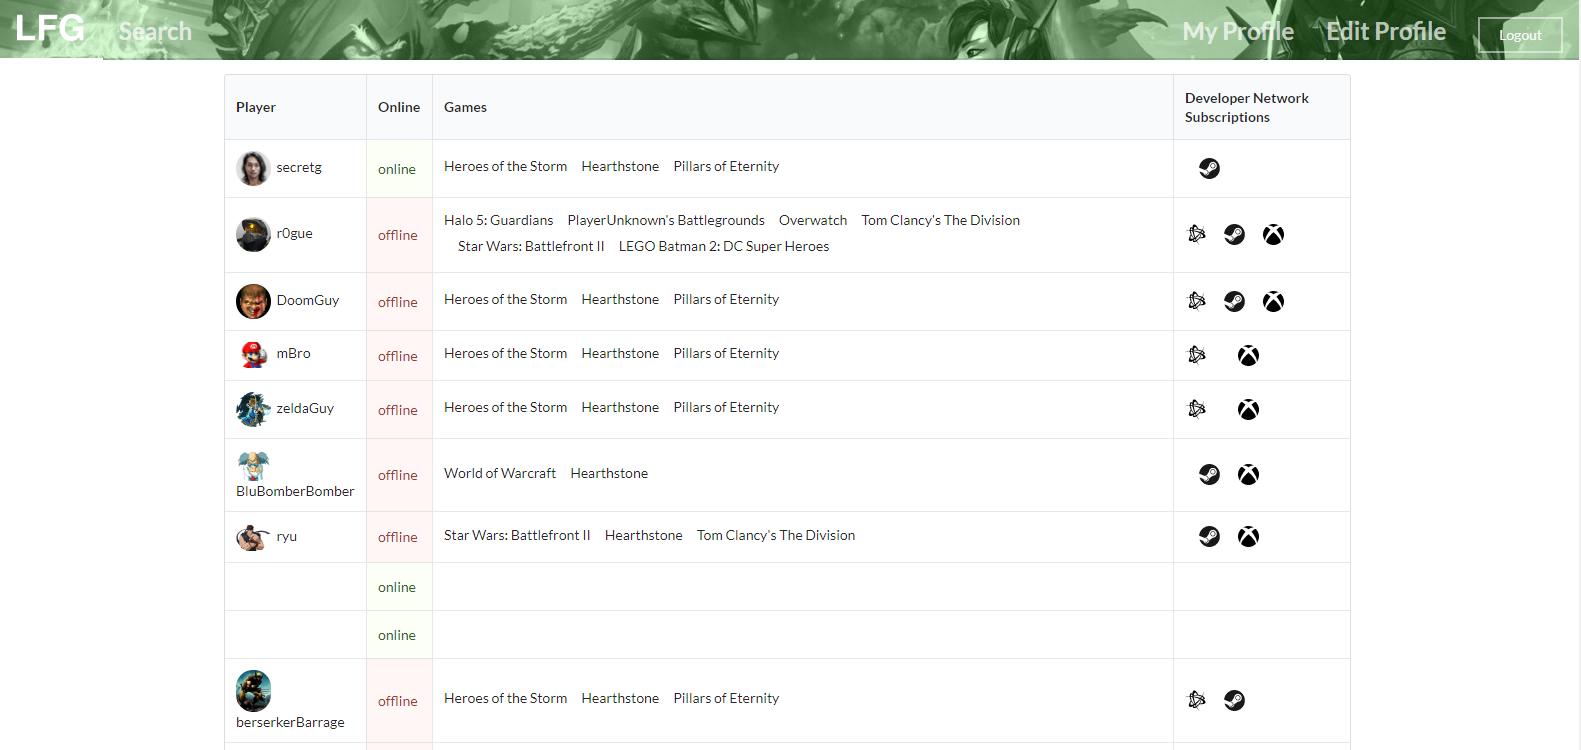 LFG Search My Profile Edit Profile Logout
Player Online Games Developer Network
Subscriptions
secretg online Heroes of the Storm Hearthstone Pillars of Eternity
r0gue offline Halo 5: Guardians PlayerUnknown's Battlegrounds Overwatch Tom Clancy's The Division
Star Wars: Battlefront II LEGO Batman 2: DC Super Heroes
DoomGuy offline Heroes of the Storm Hearthstone Pillars of Eternity
mBro offline Heroes of the Storm Hearthstone Pillars of Eternity
zeldaGuy offline Heroes of the Storm Hearthstone Pillars of Eternity
BluBomberBomber offline World of Warcraft Hearthstone
ryu offline Star Wars: Battlefront II Hearthstone Tom Clancy's The Division
online
online
berserkerBarrage offline Heroes of the Storm Hearthstone Pillars of Eternity